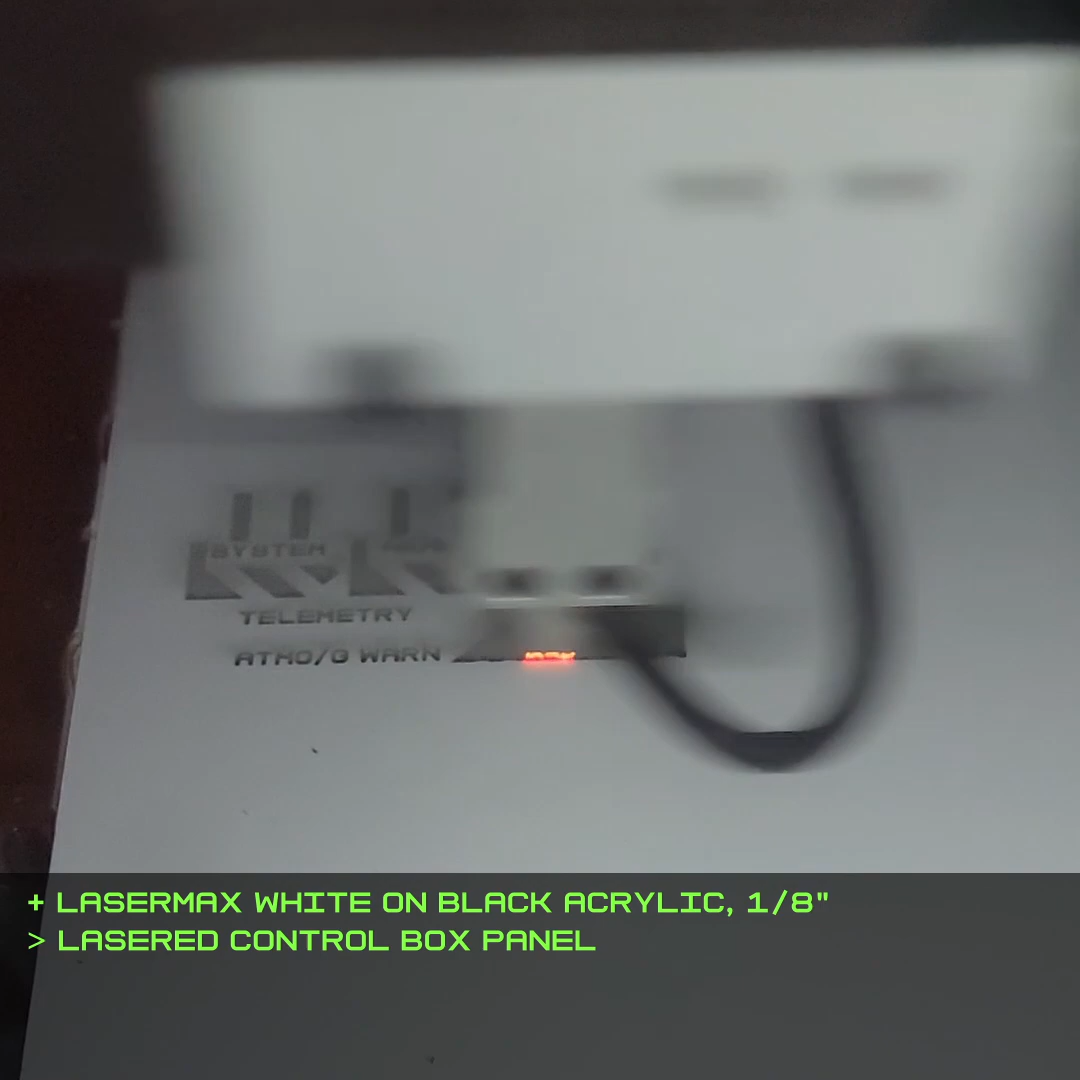 SYSTEM
TELEMETRY
ATMO/G WARN
+ LASERMAX WHITE ON BLACK ACRYLIC, 1/8"
> LASERED CONTROL BOX PANEL